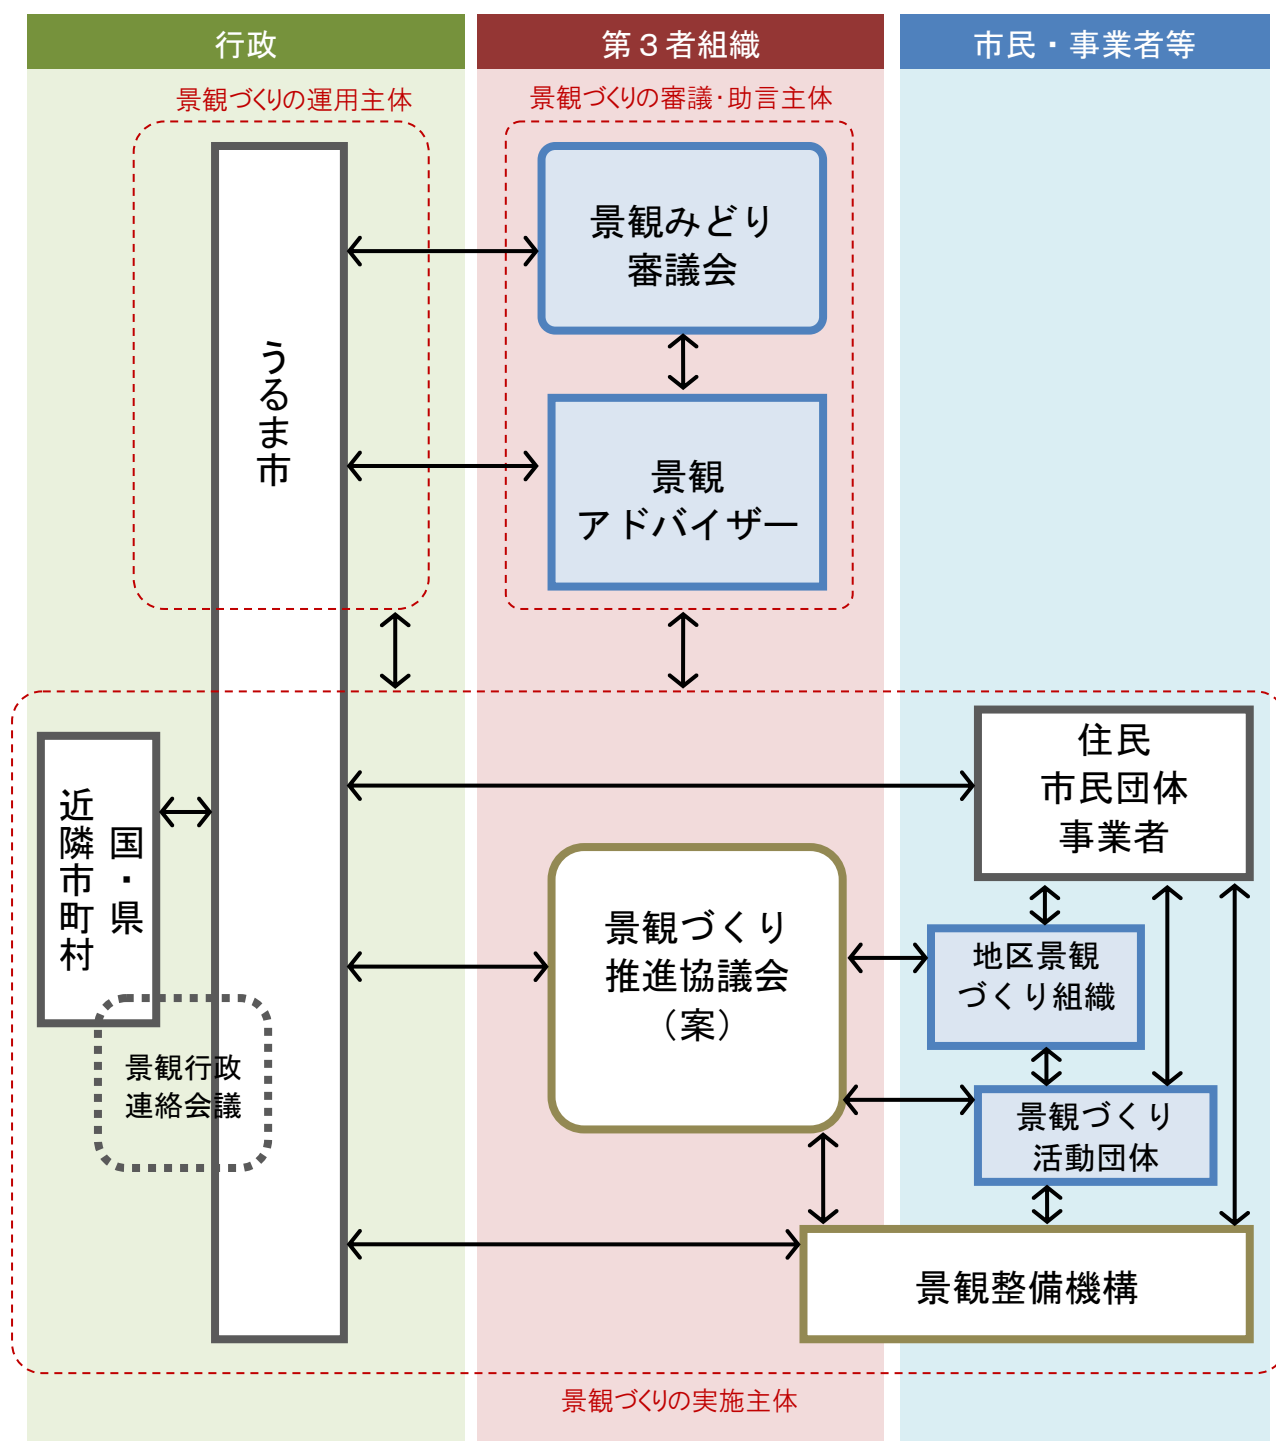 行政
第３者組織
市民・事業者等
景観づくりの運用主体
景観づくりの審議・助言主体
景観みどり
審議会
うるま市
景観
アドバイザー
住民
市民団体
事業者
国・県
近隣市町村
景観づくり
推進協議会
（案）
地区景観
づくり組織
景観行政
連絡会議
景観づくり
活動団体
景観整備機構
景観づくりの実施主体